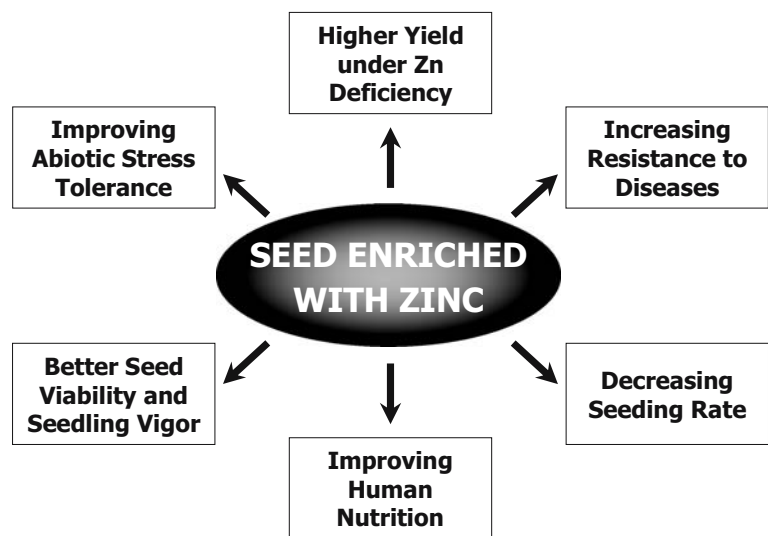 Higher Yield
under Zn
Deficiency
Improving
Abiotic Stress
Tolerance
Increasing
Resistance to
Diseases
SEED ENRICHED
WITH ZINC
Better Seed
Viability and
Seedling Vigor
Decreasing
Seeding Rate
Improving
Human
Nutrition